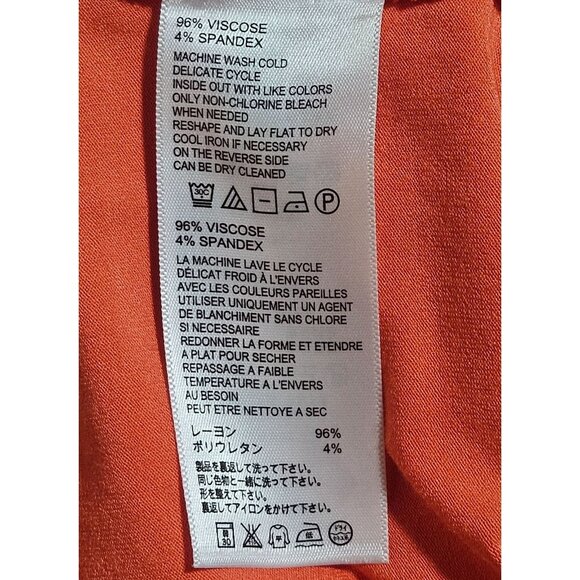 96% VISCOSE
4% SPANDEX
MACHINE WASH COLD
DELICATE CYCLE
INSIDE OUT WITH LIKE COLORS
ONLY NON-CHLORINE BLEACH
WHEN NEEDED
RESHAPE AND LAY FLAT TO DRY
COOL IRON IF NECESSARY
ON THE REVERSE SIDE
CAN BE DRY CLEANED
30C P
96% VISCOSE
4% SPANDEX
LA MACHINE LAVE LE CYCLE
DÉLICAT FROID À L'ENVERS
AVEC LES COULEURS PAREILLES
UTILISER UNIQUEMENT UN AGENT
DE BLANCHIMENT SANS CHLORE
SI NECESSAIRE
REDONNER LA FORME ET ETENDRE
A PLAT POUR SECHER
REPASSAGE A FAIBLE
TEMPERATURE A L'ENVERS
AU BESOIN
PEUT ETRE NETTOYE A SEC
レーヨン 96%
ポリウレタン 4%
製品を裏返して洗って下さい。
同じ色物と一緒に洗って下さい。
形を整えて下さい。
裏返してアイロンをかけて下さい。
30 平 低 ドライ